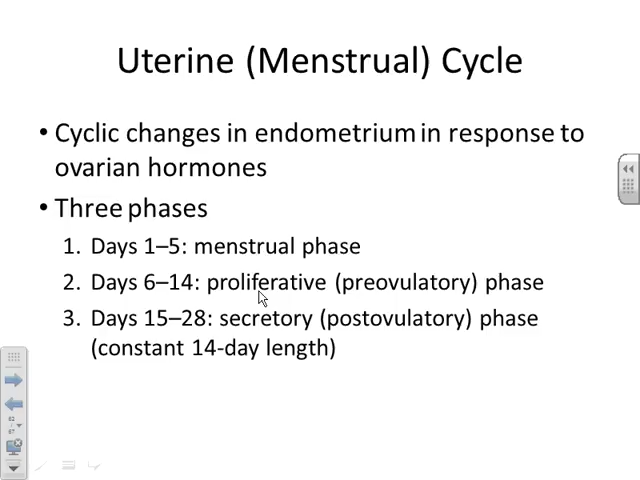 Uterine (Menstrual) Cycle
• Cyclic changes in endometrium in response to
ovarian hormones
• Three phases
1. Days 1–5: menstrual phase
2. Days 6–14: proliferative (preovulatory) phase
3. Days 15–28: secretory (postovulatory) phase
(constant 14-day length)